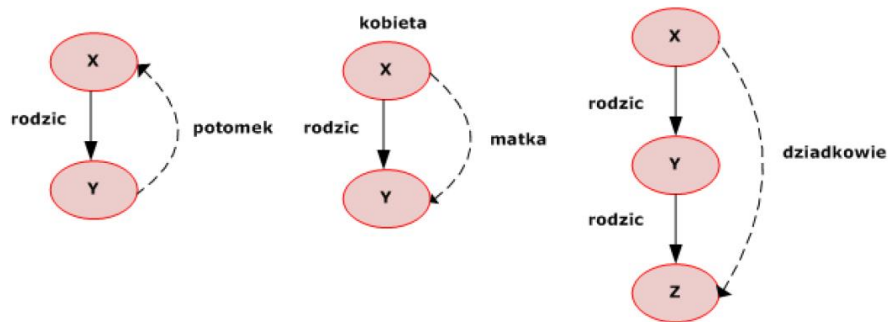 X
rodzic
potomek
Y
kobieta
X
rodzic
matka
Y
X
rodzic
Y
dziadkowie
rodzic
Z